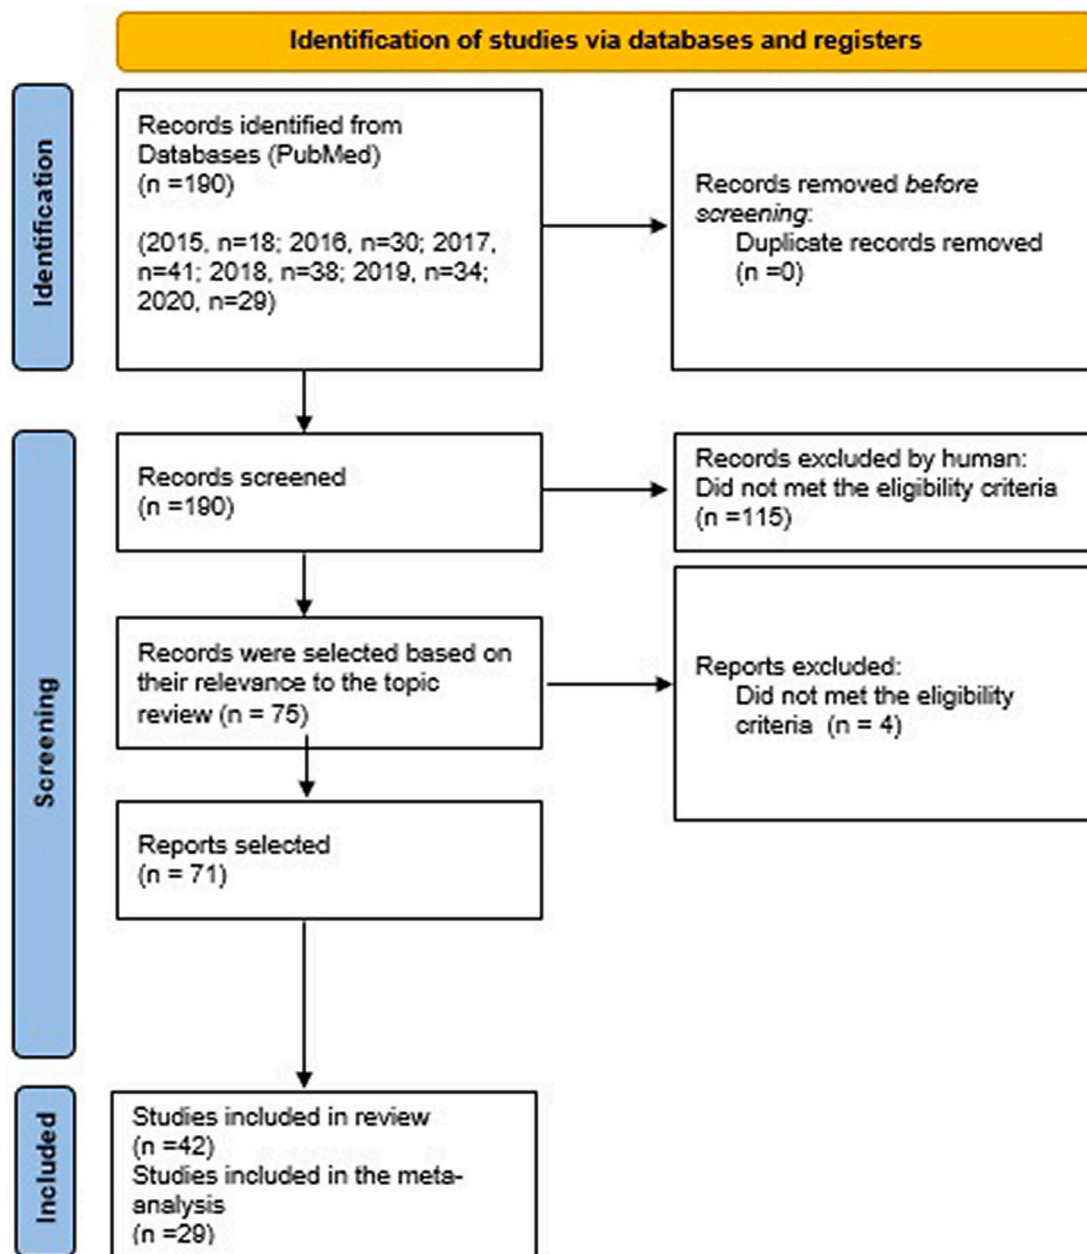 Identification of studies via databases and registers
Identification
Records identified from
Databases (PubMed)
(n =190)
(2015, n=18; 2016, n=30; 2017,
n=41; 2018, n=38; 2019, n=34;
2020, n=29)
Records removed before
screening:
Duplicate records removed
(n =0)
Screening
Records screened
(n =190)
Records excluded by human:
Did not met the eligibility criteria
(n =115)
Records were selected based on
their relevance to the topic
review (n = 75)
Reports excluded:
Did not met the eligibility
criteria (n = 4)
Reports selected
(n = 71)
Included
Studies included in review
(n =42)
Studies included in the meta-
analysis
(n =29)